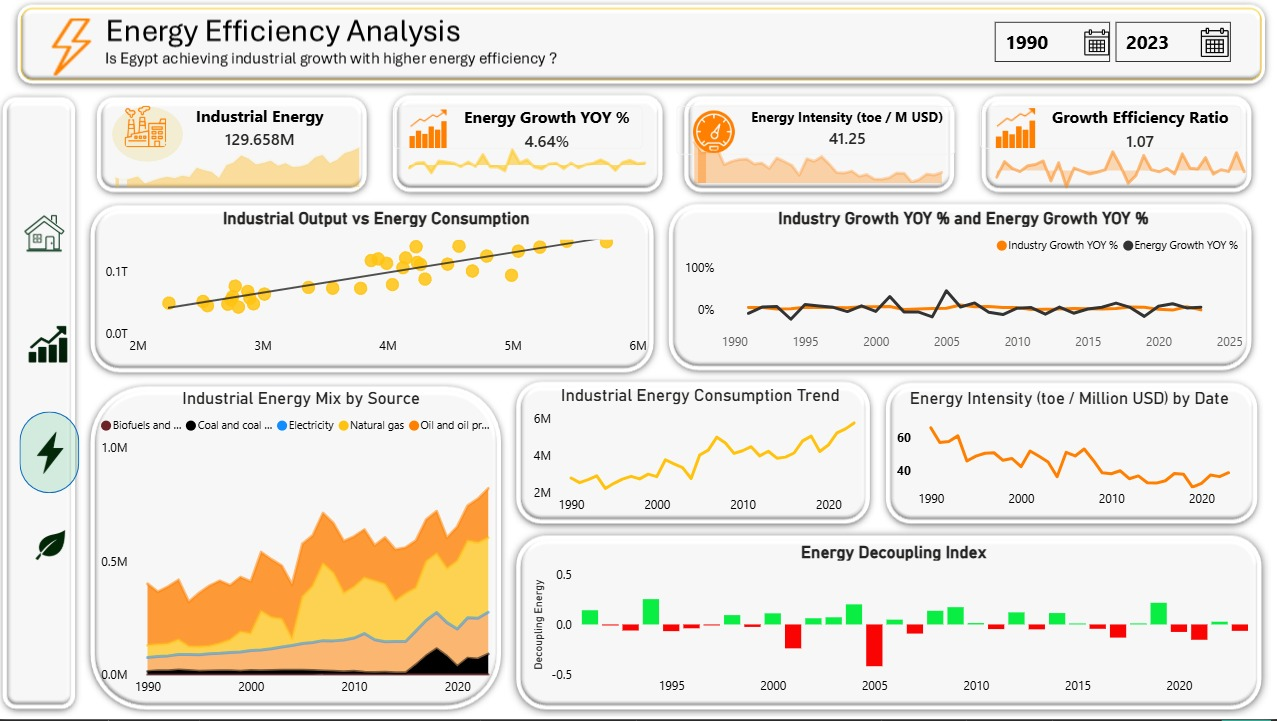 Energy Efficiency Analysis
Is Egypt achieving industrial growth with higher energy efficiency ?
1990
2023
Industrial Energy
129.658M
Energy Growth YOY %
4.64%
Energy Intensity (toe / M USD)
41.25
Growth Efficiency Ratio
1.07
Industrial Output vs Energy Consumption
0.1T
0.0T
2M 3M 4M 5M 6M
Industry Growth YOY % and Energy Growth YOY %
Industry Growth YOY % Energy Growth YOY %
100%
0%
1990 1995 2000 2005 2010 2015 2020 2025
Industrial Energy Mix by Source
Biofuels and ... Coal and coal ... Electricity Natural gas Oil and oil pr...
1.0M
0.5M
0.0M
1990 2000 2010 2020
Industrial Energy Consumption Trend
6M
4M
2M
1990 2000 2010 2020
Energy Intensity (toe / Million USD) by Date
60
40
1990 2000 2010 2020
Energy Decoupling Index
Decoupling Energy
0.5
0.0
-0.5
1995 2000 2005 2010 2015 2020